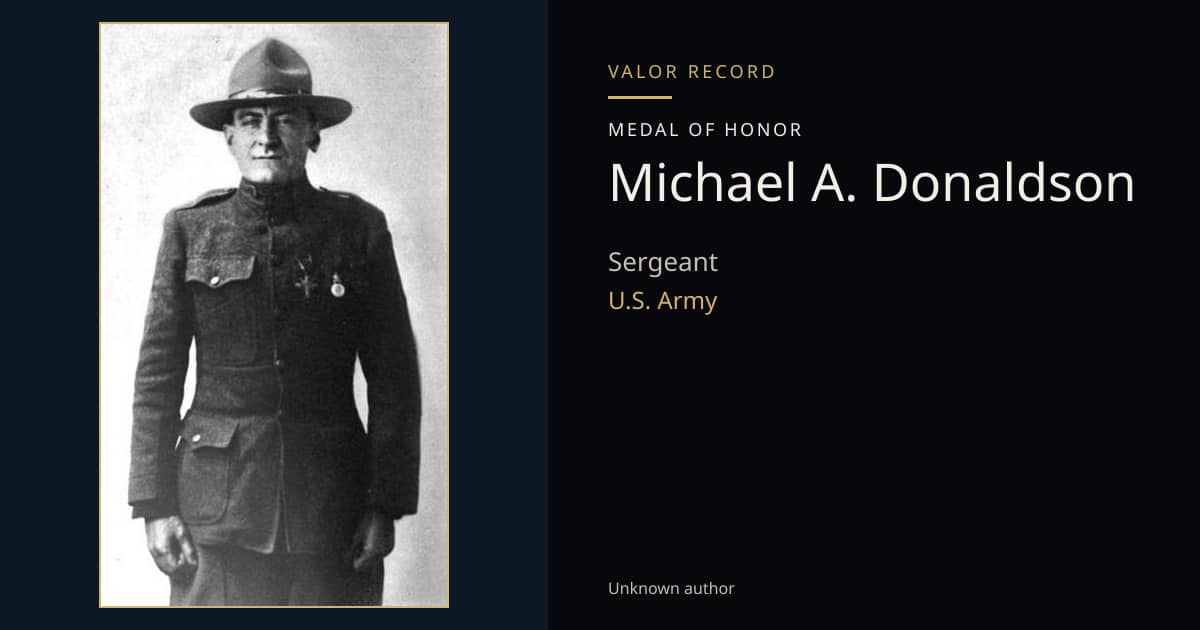 VALOR RECORD
MEDAL OF HONOR
Michael A. Donaldson
Sergeant
U.S. Army
Unknown author